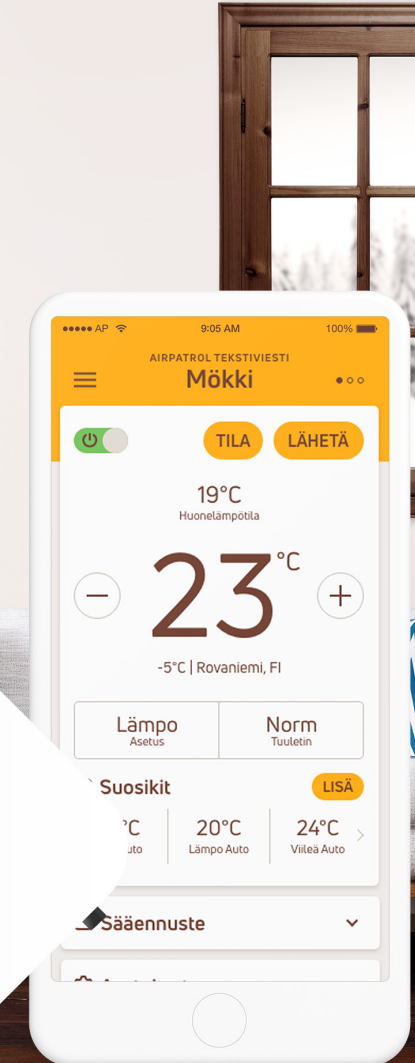 AP 9:05 AM 100%
AIRPATROL TEKSTIVIESTI
Mökki
TILA LÄHETÄ
19°C
Huonelämpötila
23°C
-5°C | Rovaniemi, FI
Lämpo Norm
Asetus Tuuletin
Suosikit LISÄ
°C 20°C 24°C
Lämpo Auto Viileä Auto
Sääennuste